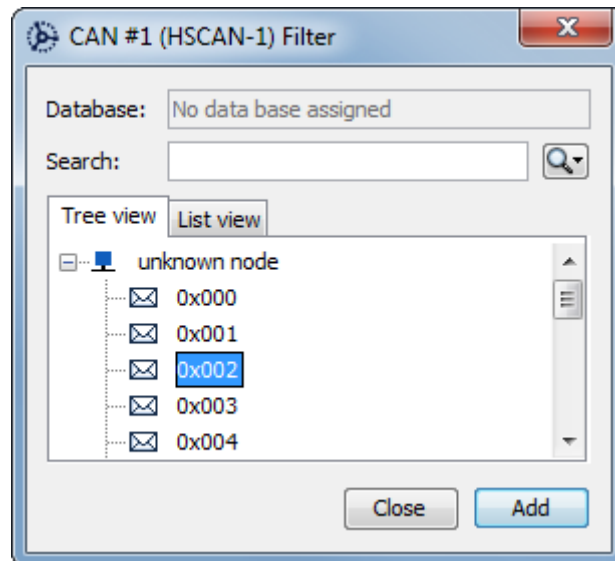 CAN #1 (HSCAN-1) Filter
Database: No data base assigned
Search:
Tree view List view
unknown node
0x000
0x001
0x002
0x003
0x004
Close Add